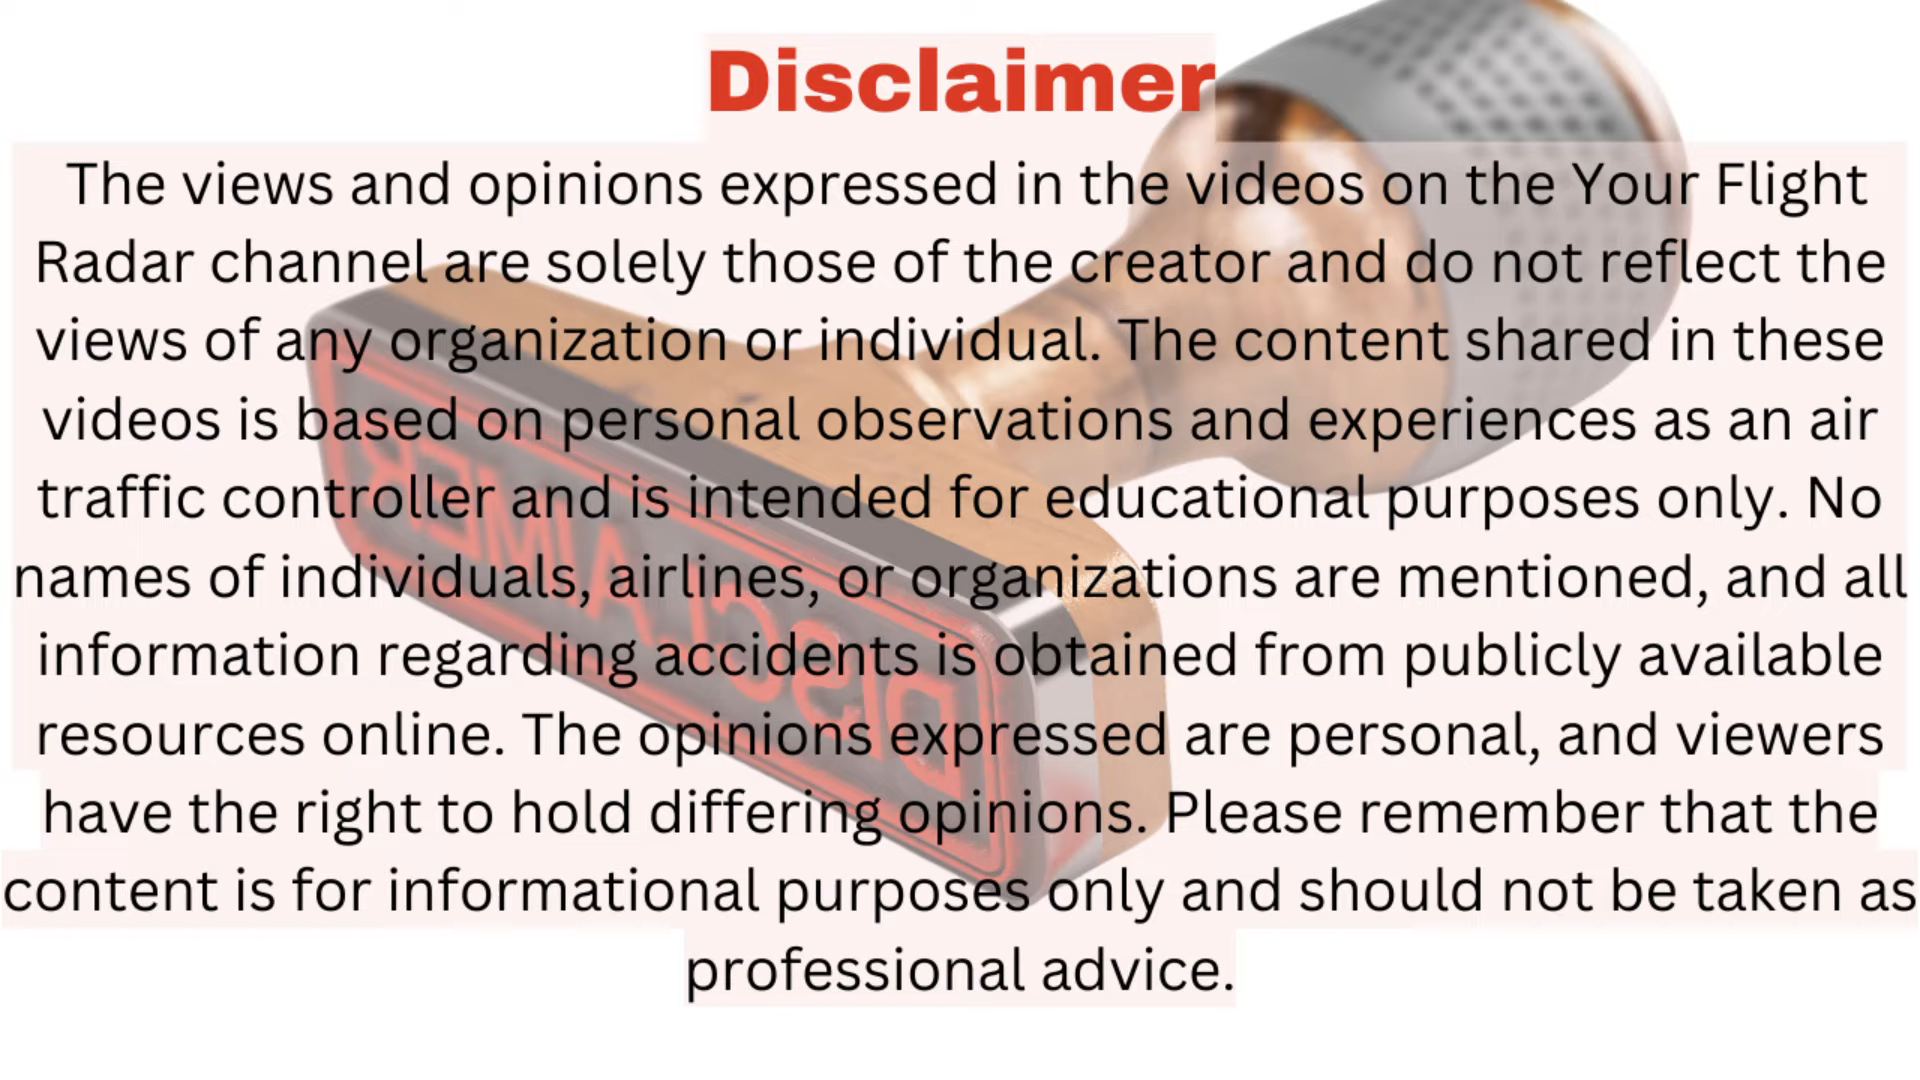 Disclaimer
The views and opinions expressed in the videos on the Your Flight
Radar channel are solely those of the creator and do not reflect the
views of any organization or individual. The content shared in these
videos is based on personal observations and experiences as an air
traffic controller and is intended for educational purposes only. No
names of individuals, airlines, or organizations are mentioned, and all
information regarding accidents is obtained from publicly available
resources online. The opinions expressed are personal, and viewers
have the right to hold differing opinions. Please remember that the
content is for informational purposes only and should not be taken as
professional advice.
DISCLAIMER